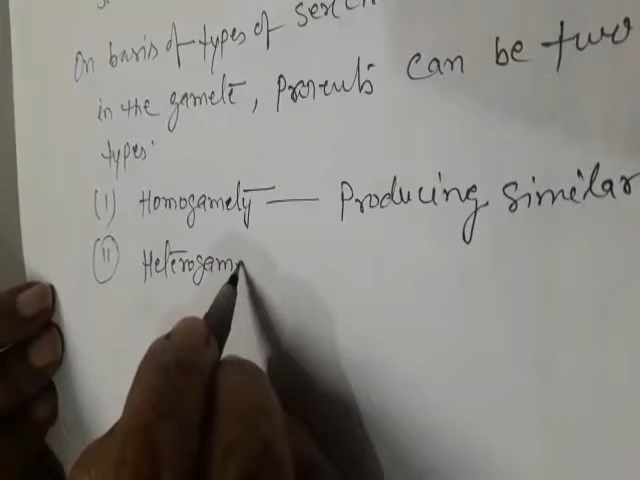 On basis of types of sex
in the gamete, parents can be two
types.
(i) Homogamety — Producing similar
(ii) Heterogam